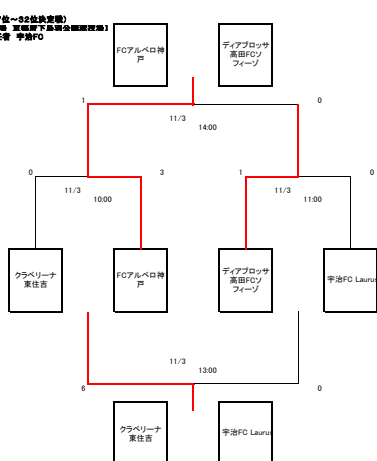 位～32位決定戦)
者 宇治FC
FCアルベロ神
戸
ディアブロッサ
高田FCソ
フィーゾ
1
0
11/3
14:00
0
3
1
0
11/3
10:00
11/3
11:00
クラベリーナ
東住吉
FCアルベロ神
戸
ディアブロッサ
高田FCソ
フィーゾ
宇治FC Laurus
11/3
13:00
6
0
クラベリーナ
東住吉
宇治FC Laurus